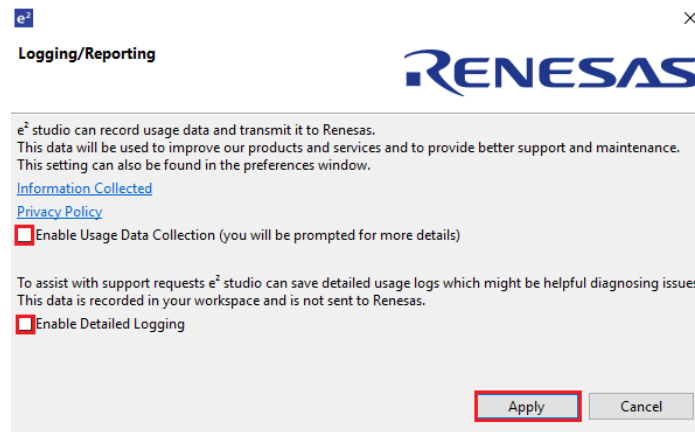 e²
Logging/Reporting
RENESAS
e² studio can record usage data and transmit it to Renesas.
This data will be used to improve our products and services and to provide better support and maintenance.
This setting can also be found in the preferences window.
Information Collected
Privacy Policy
Enable Usage Data Collection (you will be prompted for more details)
To assist with support requests e² studio can save detailed usage logs which might be helpful diagnosing issues
This data is recorded in your workspace and is not sent to Renesas.
Enable Detailed Logging
Apply Cancel